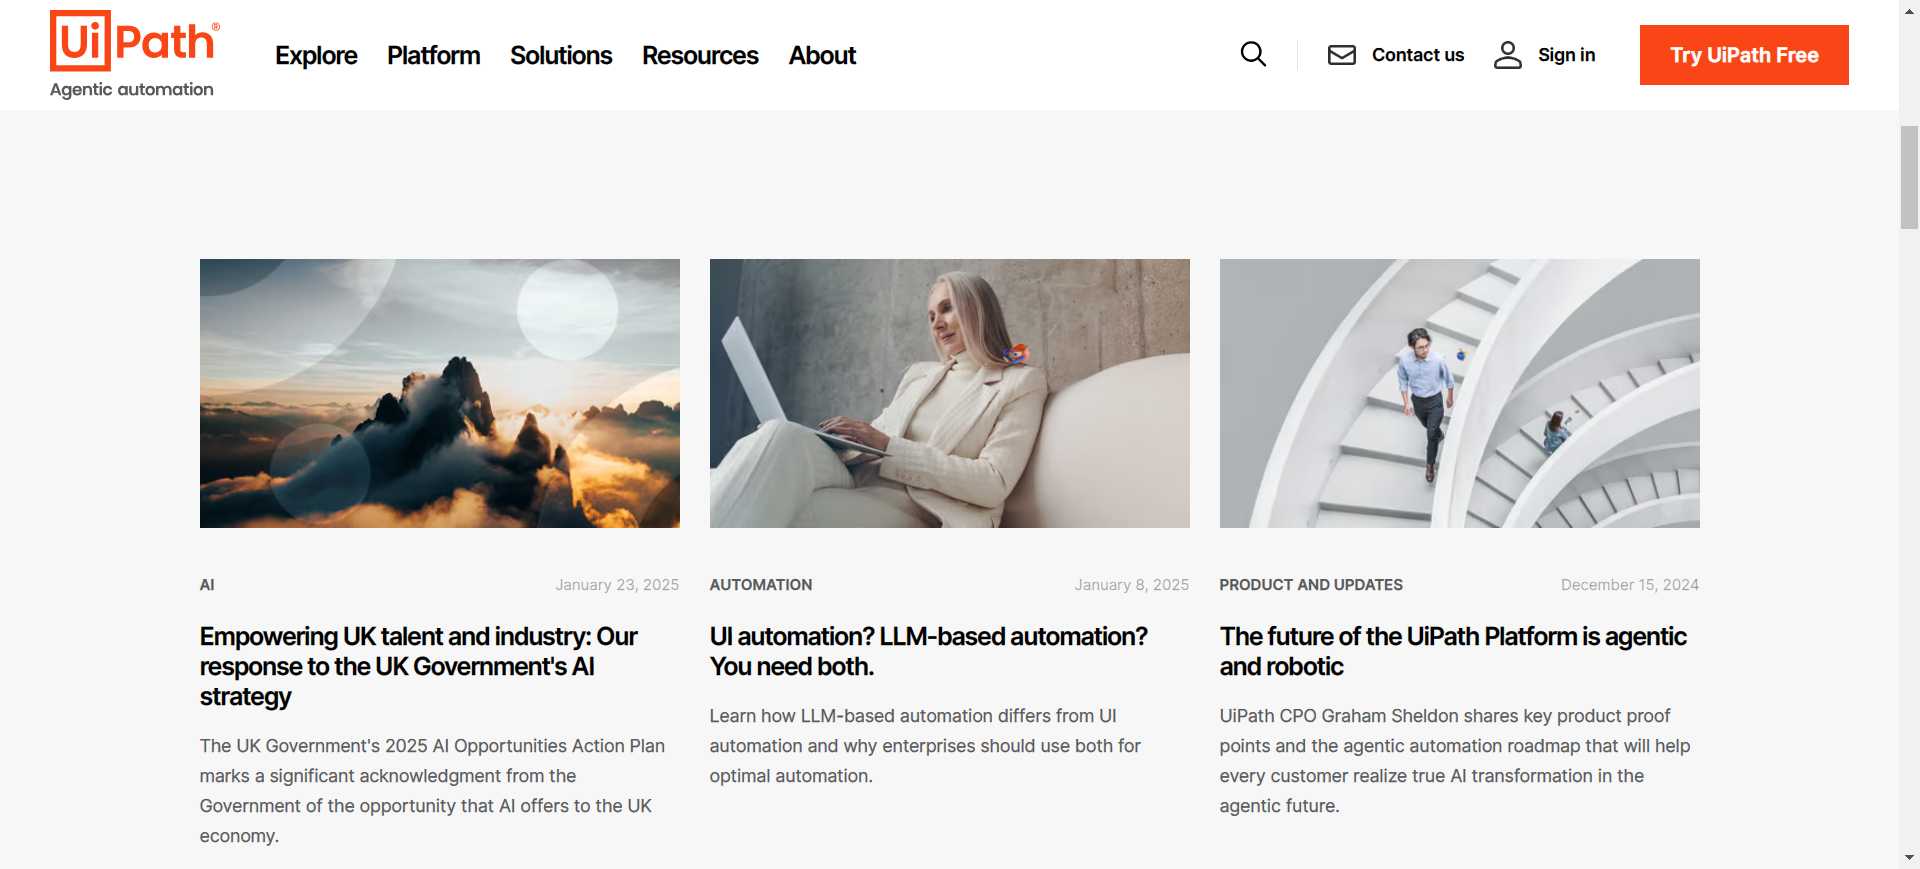 UiPath®
Agentic automation
Explore
Platform
Solutions
Resources
About
Contact us
Sign in
Try UiPath Free
AI
January 23, 2025
Empowering UK talent and industry: Our
response to the UK Government's AI
strategy
The UK Government's 2025 AI Opportunities Action Plan
marks a significant acknowledgment from the
Government of the opportunity that AI offers to the UK
economy.
AUTOMATION
January 8, 2025
UI automation? LLM-based automation?
You need both.
Learn how LLM-based automation differs from UI
automation and why enterprises should use both for
optimal automation.
PRODUCT AND UPDATES
December 15, 2024
The future of the UiPath Platform is agentic
and robotic
UiPath CPO Graham Sheldon shares key product proof
points and the agentic automation roadmap that will help
every customer realize true AI transformation in the
agentic future.